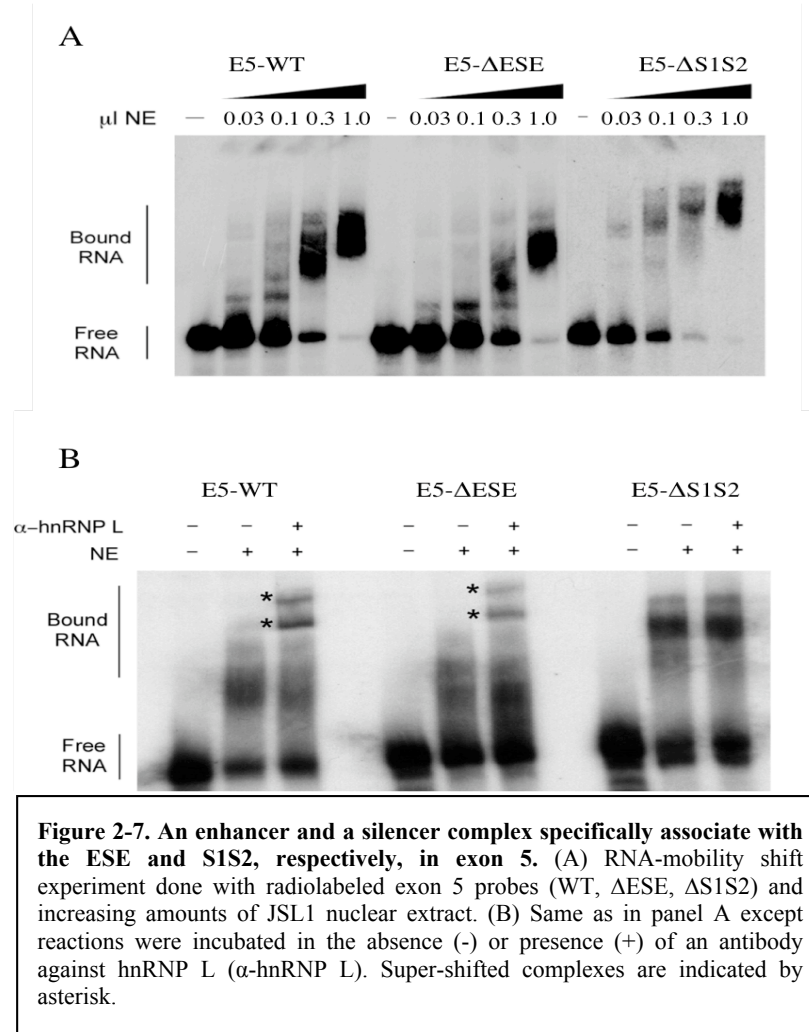 A
E5-WT E5-ΔESE E5-ΔS1S2
μl NE — 0.03 0.1 0.3 1.0 – 0.03 0.1 0.3 1.0 – 0.03 0.1 0.3 1.0
Bound
RNA
Free
RNA
B
E5-WT E5-ΔESE E5-ΔS1S2
α–hnRNP L – – + – – + – – +
NE – + + – + + – + +
*
*
*
*
Bound
RNA
Free
RNA
Figure 2-7. An enhancer and a silencer complex specifically associate with
the ESE and S1S2, respectively, in exon 5. (A) RNA-mobility shift
experiment done with radiolabeled exon 5 probes (WT, ΔESE, ΔS1S2) and
increasing amounts of JSL1 nuclear extract. (B) Same as in panel A except
reactions were incubated in the absence (-) or presence (+) of an antibody
against hnRNP L (α-hnRNP L). Super-shifted complexes are indicated by
asterisk.